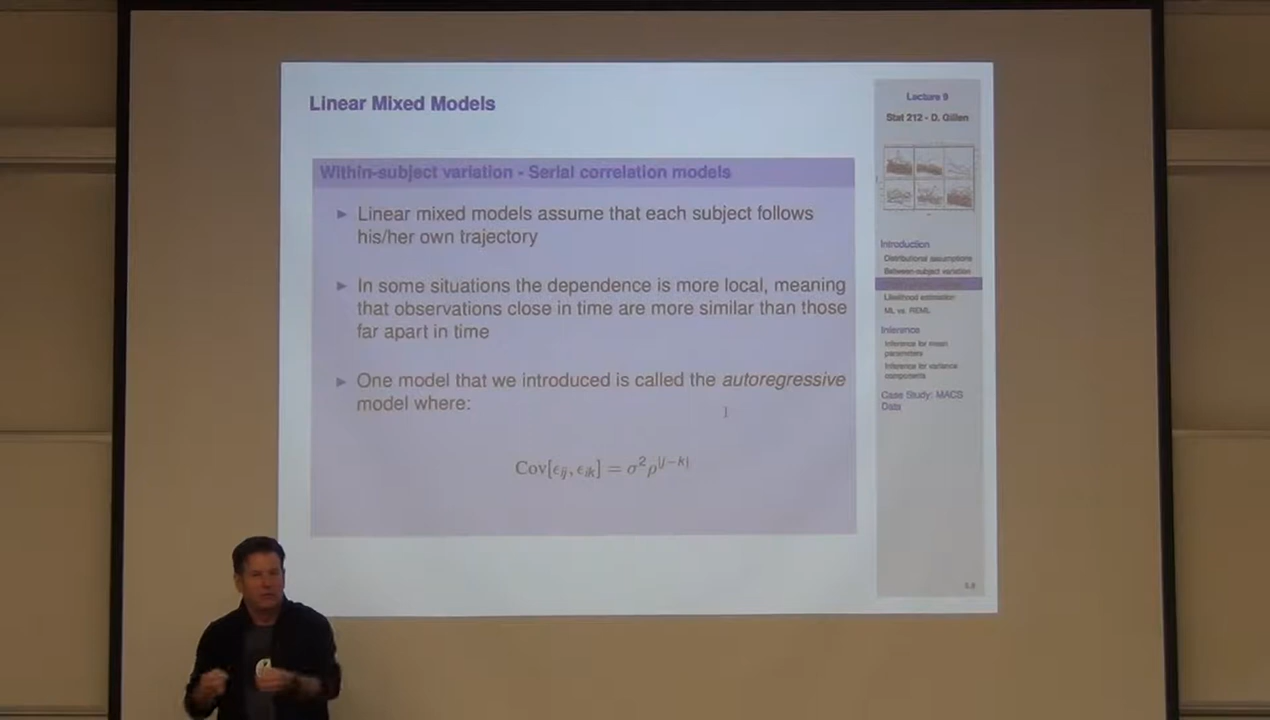 Linear Mixed Models
Within-subject variation - Serial correlation models
► Linear mixed models assume that each subject follows
his/her own trajectory
► In some situations the dependence is more local, meaning
that observations close in time are more similar than those
far apart in time
► One model that we introduced is called the autoregressive
model where:
Cov[ϵij, ϵik] = σ²ρ^|j−k|
Lecture 9
Stat 212 - D. Gillen
Introduction
Distributional assumptions
Between-subject variation
Likelihood estimation
ML vs. REML
Inference
Inference for mean
parameters
Inference for variance
components
Case Study: MACS
Data